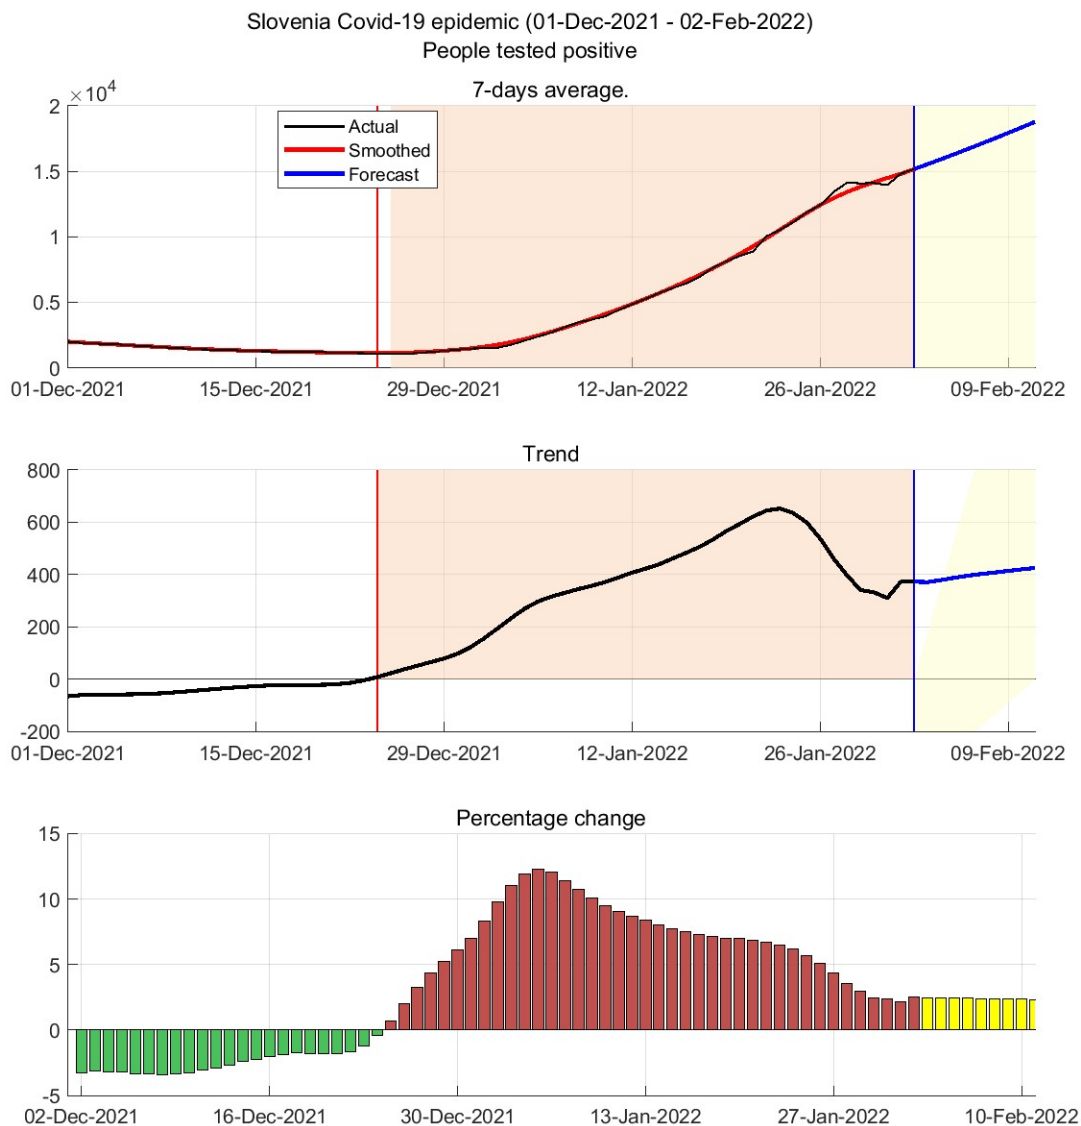 Slovenia Covid-19 epidemic (01-Dec-2021 - 02-Feb-2022)
People tested positive
7-days average.
×10⁴
2
1.5
1
0.5
0
Actual
Smoothed
Forecast
01-Dec-2021 15-Dec-2021 29-Dec-2021 12-Jan-2022 26-Jan-2022 09-Feb-2022
Trend
800
600
400
200
0
-200
01-Dec-2021 15-Dec-2021 29-Dec-2021 12-Jan-2022 26-Jan-2022 09-Feb-2022
Percentage change
15
10
5
0
-5
02-Dec-2021 16-Dec-2021 30-Dec-2021 13-Jan-2022 27-Jan-2022 10-Feb-2022